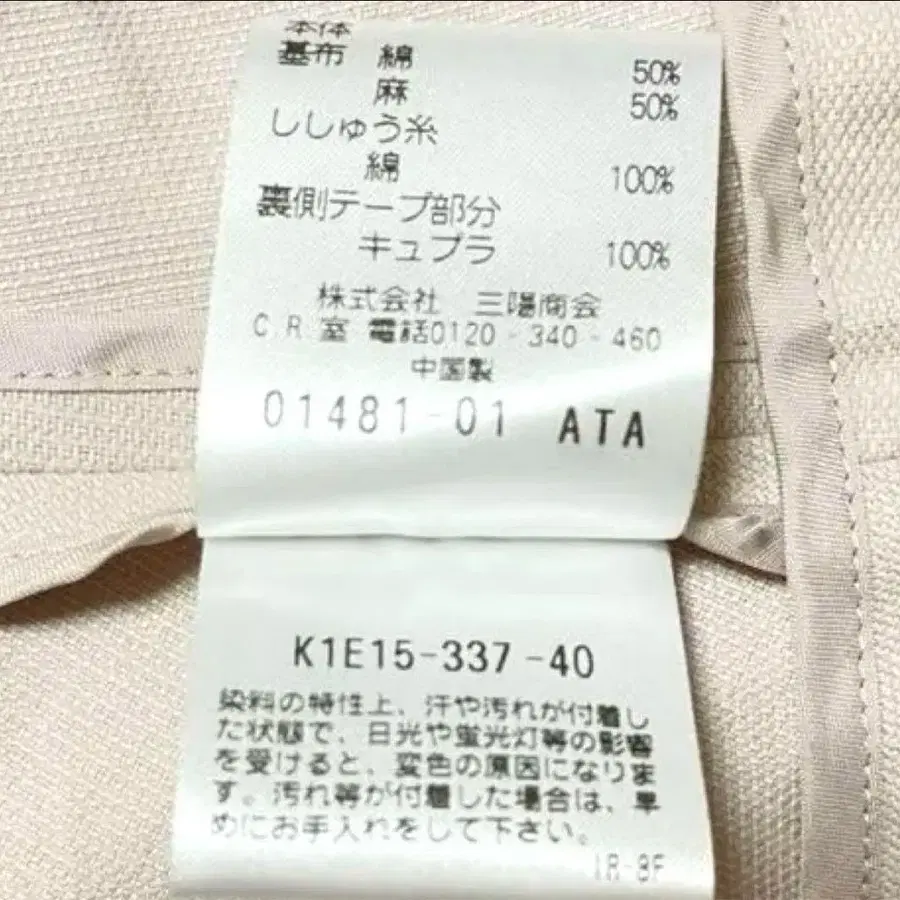 本体
基布 綿 50%
麻 50%
ししゅう糸
綿 100%
裏側テープ部分
キュプラ 100%
株式会社 三陽商会
C.R室 電話0120-340-460
中国製
01481-01 ATA
K1E15-337-40
染料の特性上、汗や汚れが付着し
た状態で、日光や蛍光灯等の影響
を受けると、変色の原因になりま
す。汚れ等が付着した場合は、早
めにお手入れをして下さい。
IR-8F